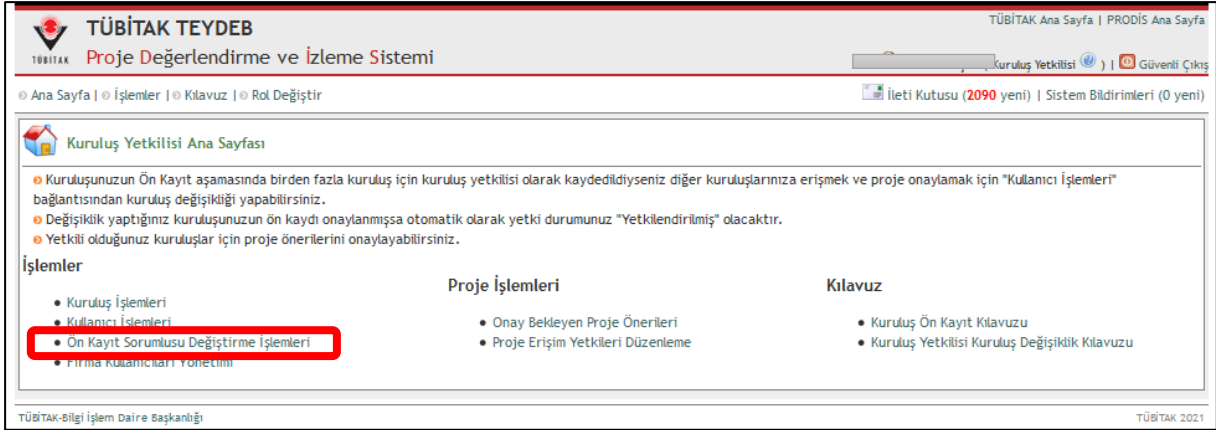 TÜBİTAK TEYDEB
TÜBİTAK Ana Sayfa | PRODİS Ana Sayfa
TÜBİTAK
Proje Değerlendirme ve İzleme Sistemi
Kuruluş Yetkilisi ) | Güvenli Çıkış
Ana Sayfa | İşlemler | Kılavuz | Rol Değiştir
İleti Kutusu (2090 yeni) | Sistem Bildirimleri (0 yeni)
Kuruluş Yetkilisi Ana Sayfası
Kuruluşunuzun Ön Kayıt aşamasında birden fazla kuruluş için kuruluş yetkilisi olarak kaydedildiyseniz diğer kuruluşlarınıza erişmek ve proje onaylamak için "Kullanıcı İşlemleri"
bağlantısından kuruluş değişikliği yapabilirsiniz.
Değişiklik yaptığınız kuruluşunuzun ön kaydı onaylanmışsa otomatik olarak yetki durumunuz "Yetkilendirilmiş" olacaktır.
Yetkili olduğunuz kuruluşlar için proje önerilerini onaylayabilirsiniz.
İşlemler
• Kuruluş İşlemleri
• Kullanıcı İşlemleri
• Ön Kayıt Sorumlusu Değiştirme İşlemleri
• Firma Kullanıcıları Yönetimi
Proje İşlemleri
• Onay Bekleyen Proje Önerileri
• Proje Erişim Yetkileri Düzenleme
Kılavuz
• Kuruluş Ön Kayıt Kılavuzu
• Kuruluş Yetkilisi Kuruluş Değişiklik Kılavuzu
TÜBİTAK-Bilgi İşlem Daire Başkanlığı
TÜBİTAK 2021